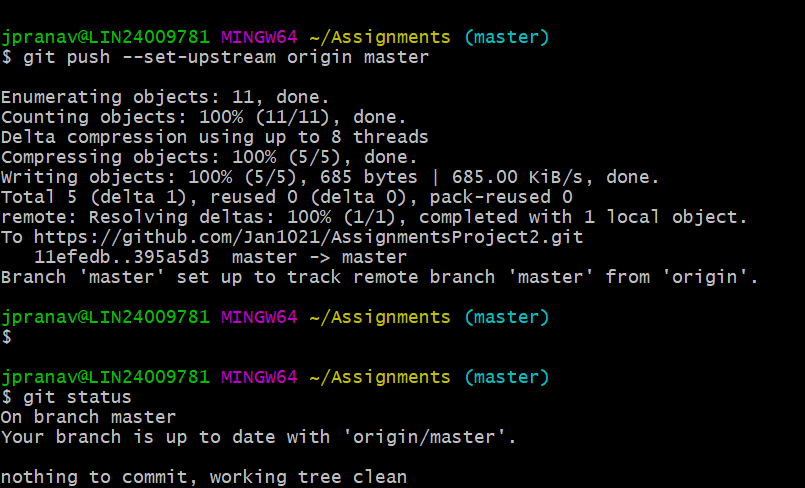 jpranav@LIN24009781 MINGW64 ~/Assignments (master)
$ git push --set-upstream origin master
Enumerating objects: 11, done.
Counting objects: 100% (11/11), done.
Delta compression using up to 8 threads
Compressing objects: 100% (5/5), done.
Writing objects: 100% (5/5), 685 bytes | 685.00 KiB/s, done.
Total 5 (delta 1), reused 0 (delta 0), pack-reused 0
remote: Resolving deltas: 100% (1/1), completed with 1 local object.
To https://github.com/Jan1021/AssignmentsProject2.git
   11efedb..395a5d3  master -> master
Branch 'master' set up to track remote branch 'master' from 'origin'.
jpranav@LIN24009781 MINGW64 ~/Assignments (master)
$
jpranav@LIN24009781 MINGW64 ~/Assignments (master)
$ git status
On branch master
Your branch is up to date with 'origin/master'.
nothing to commit, working tree clean